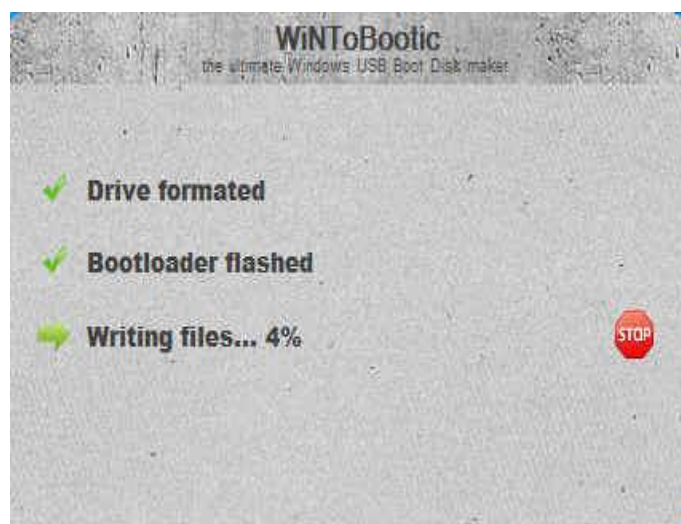 WiNToBootic
the ultimate Windows USB Boot Disk maker
Drive formated
Bootloader flashed
Writing files... 4%
STOP